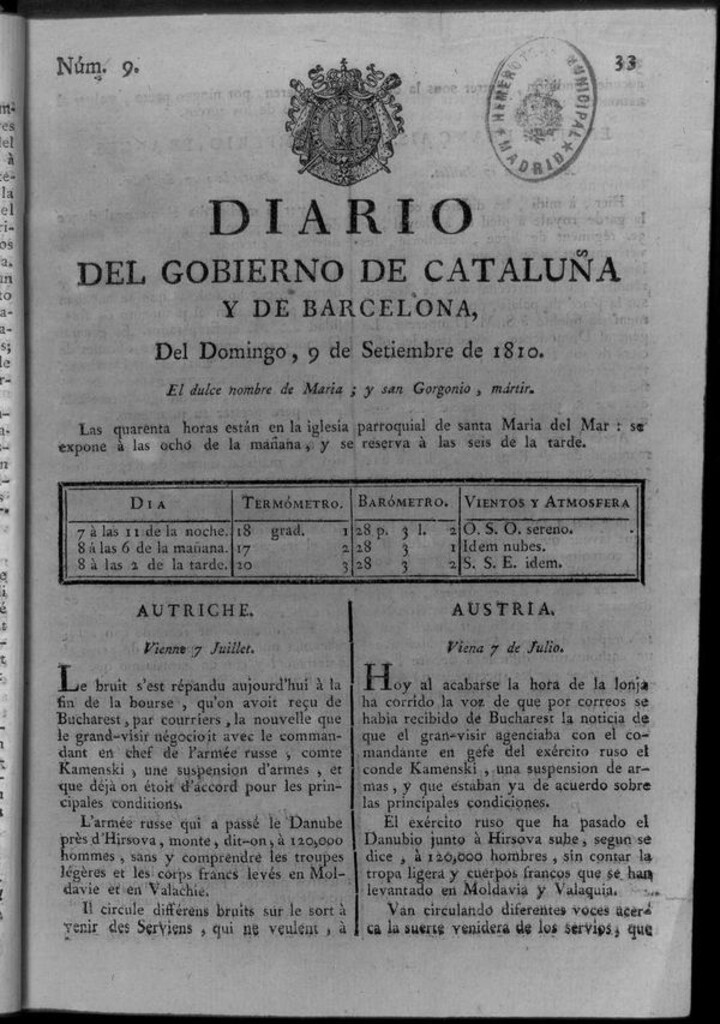 Núm. 9.
33
HEMEROTECA MUNICIPAL
MADRID
DIARIO
DEL GOBIERNO DE CATALUÑA
Y DE BARCELONA,
Del Domingo, 9 de Setiembre de 1810.
El dulce nombre de Maria; y san Gorgonio, mártir.
Las quarenta horas están en la iglesia parroquial de santa Maria del Mar: se
expone à las ocho de la mañana, y se reserva à las seis de la tarde.
DIA TERMÓMETRO. BARÓMETRO. VIENTOS Y ATMOSFERA
7 à las 11 de la noche. 18 grad. 1 28 p. 3 l. 2 O. S. O. sereno.
8 á las 6 de la mañana. 17 2 28 3 1 Idem nubes.
8 à las 2 de la tarde. 20 3 28 3 2 S. S. E. idem.
AUTRICHE.
Vienne 7 Juillet.
Le bruit s'est répandu aujourd'hui à la
fin de la bourse, qu'on avoit reçu de
Bucharest, par courriers, la nouvelle que
le grand-visir négocioit avec le comman-
dant en chef de l'armée russe, comte
Kamenski, une suspension d'armes, et
que déjà on étoit d'accord pour les prin-
cipales conditions.
L'armée russe qui a passé le Danube
près d'Hirsova, monte, dit-on, à 120,000
hommes, sans y comprendre les troupes
légères et les corps francs levés en Mol-
davie et en Valachie.
Il circule différens bruits sur le sort à
venir des Serviens, qui ne veulent, à
AUSTRIA.
Viena 7 de Julio.
Hoy al acabarse la hora de la lonja
ha corrido la voz de que por correos se
habia recibido de Bucharest la noticia de
que el gran-visir agenciaba con el co-
mandante en gefe del exército ruso el
conde Kamenski, una suspension de ar-
mas, y que estaban ya de acuerdo sobre
las principales condiciones.
El exército ruso que ha pasado el
Danubio junto à Hirsova sube, segun se
dice, à 120,000 hombres, sin contar la
tropa ligera y cuerpos francos que se han
levantado en Moldavia y Valaquia.
Van circulando diferentes voces acer-
ca la suerte venidera de los servios, que